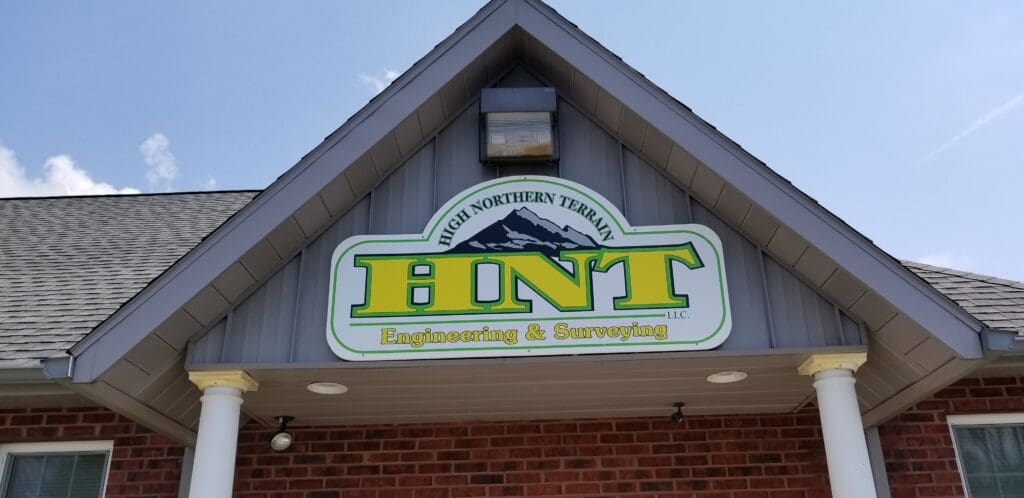 HIGH NORTHERN TERRAIN
HNT
LLC.
Engineering & Surveying